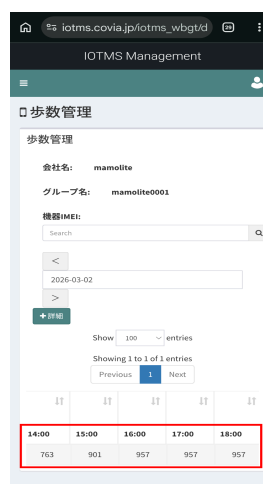 iotms.covia.jp/iotms_wbgt/d
29
IOTMS Management
歩数管理
歩数管理
会社名: mamolite
グループ名: mamolite0001
機器IMEI:
Search
<
2026-03-02
>
+詳細
Show 100 entries
Showing 1 to 1 of 1 entries
Previous 1 Next
14:00 15:00 16:00 17:00 18:00
763 901 957 957 957